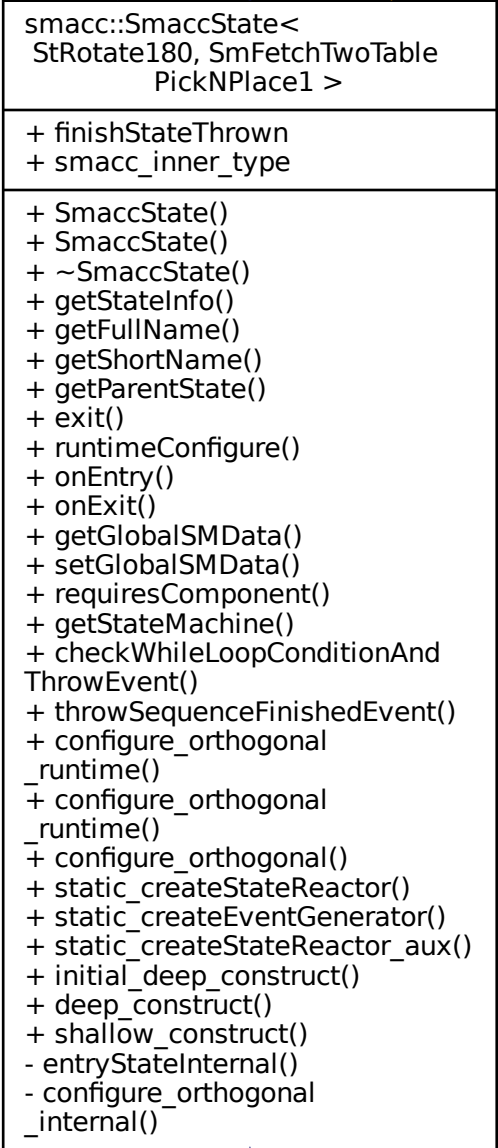 smacc::SmaccState<
StRotate180, SmFetchTwoTable
PickNPlace1 >
+ finishStateThrown
+ smacc_inner_type
+ SmaccState()
+ SmaccState()
+ ~SmaccState()
+ getStateInfo()
+ getFullName()
+ getShortName()
+ getParentState()
+ exit()
+ runtimeConfigure()
+ onEntry()
+ onExit()
+ getGlobalSMData()
+ setGlobalSMData()
+ requiresComponent()
+ getStateMachine()
+ checkWhileLoopConditionAnd
ThrowEvent()
+ throwSequenceFinishedEvent()
+ configure_orthogonal
_runtime()
+ configure_orthogonal
_runtime()
+ configure_orthogonal()
+ static_createStateReactor()
+ static_createEventGenerator()
+ static_createStateReactor_aux()
+ initial_deep_construct()
+ deep_construct()
+ shallow_construct()
- entryStateInternal()
- configure_orthogonal
_internal()